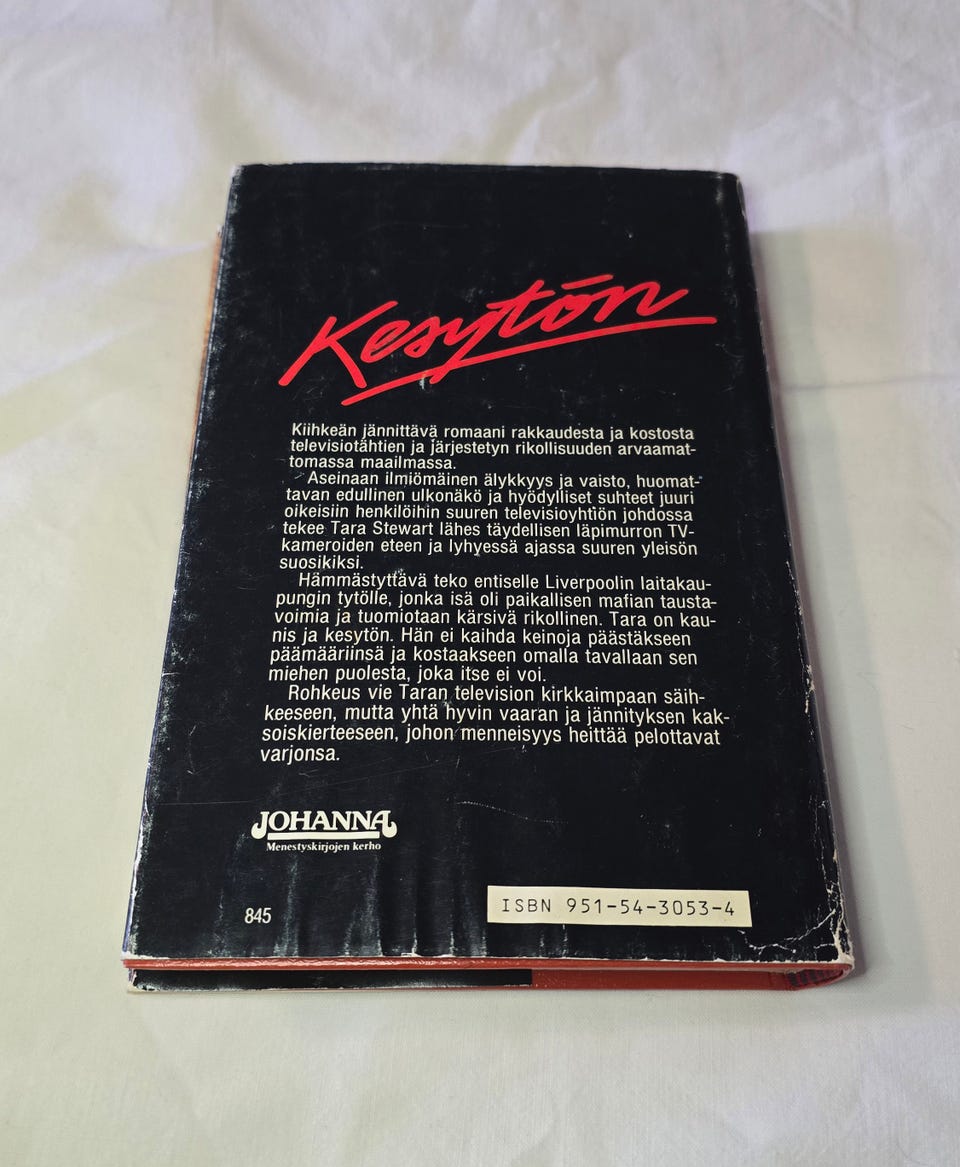 Kesytön
Kiihkeän jännittävä romaani rakkaudesta ja kostosta
televisiotähtien ja järjestetyn rikollisuuden arvaamat-
tomassa maailmassa.
Aseinaan ilmiömäinen älykkyys ja vaisto, huomat-
tavan edullinen ulkonäkö ja hyödylliset suhteet juuri
oikeisiin henkilöihin suuren televisioyhtiön johdossa
tekee Tara Stewart lähes täydellisen läpimurron TV-
kameroiden eteen ja lyhyessä ajassa suuren yleisön
suosikiksi.
Hämmästyttävä teko entiselle Liverpoolin laitakau-
pungin tytölle, jonka isä oli paikallisen mafian tausta-
voimia ja tuomiotaan kärsivä rikollinen. Tara on kau-
nis ja kesytön. Hän ei kaihda keinoja päästäkseen
päämääriinsä ja kostaakseen omalla tavallaan sen
miehen puolesta, joka itse ei voi.
Rohkeus vie Taran television kirkkaimpaan säih-
keeseen, mutta yhtä hyvin vaaran ja jännityksen kak-
soiskierteeseen, johon menneisyys heittää pelottavat
varjonsa.
JOHANNA
Menestyskirjojen kerho
845
ISBN 951-54-3053-4